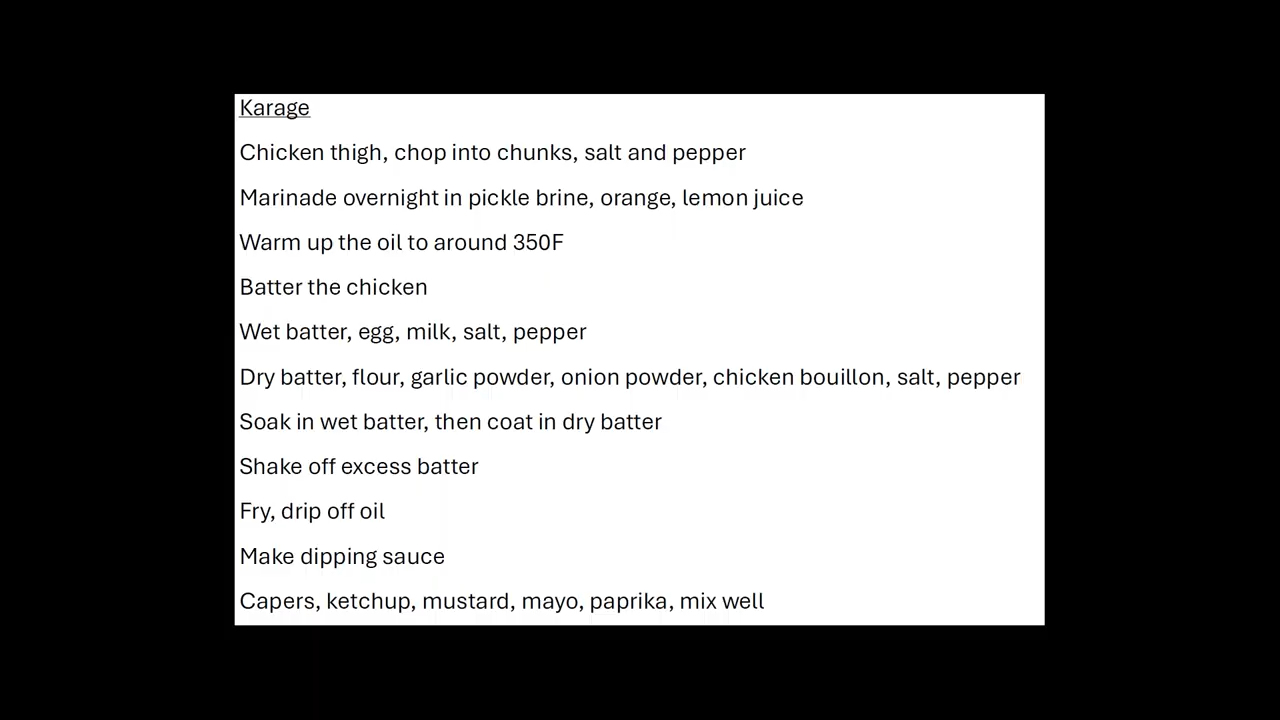 Karage
Chicken thigh, chop into chunks, salt and pepper
Marinade overnight in pickle brine, orange, lemon juice
Warm up the oil to around 350F
Batter the chicken
Wet batter, egg, milk, salt, pepper
Dry batter, flour, garlic powder, onion powder, chicken bouillon, salt, pepper
Soak in wet batter, then coat in dry batter
Shake off excess batter
Fry, drip off oil
Make dipping sauce
Capers, ketchup, mustard, mayo, paprika, mix well